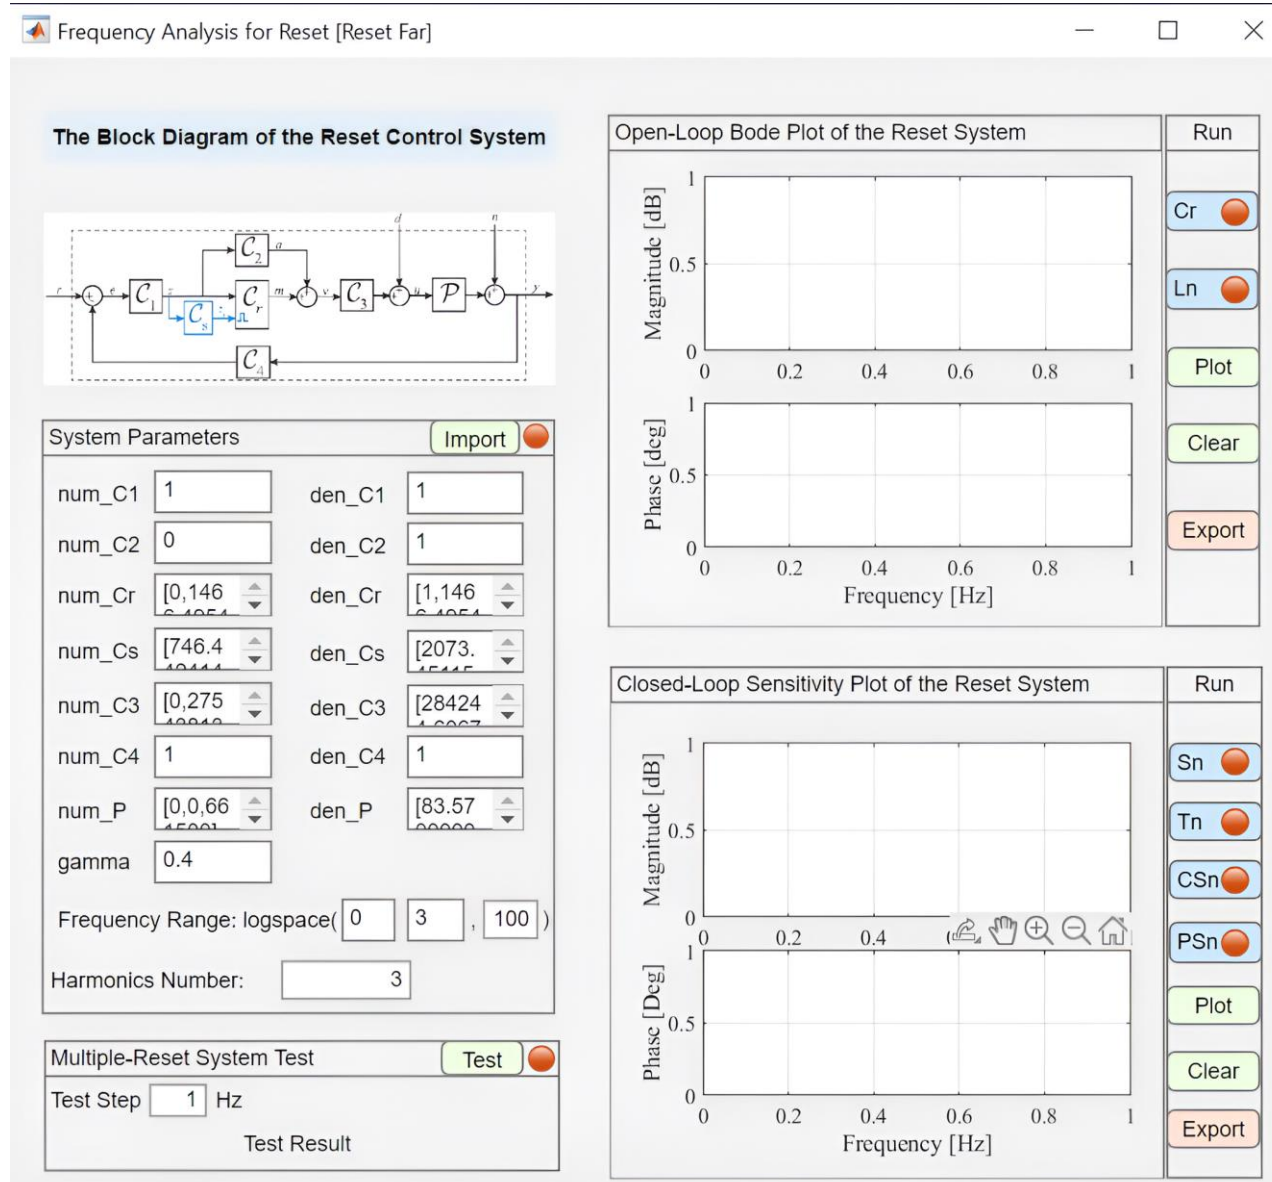 Frequency Analysis for Reset [Reset Far]
The Block Diagram of the Reset Control System
d n
C2 a
r e C1 Cr m v C3 u P y
Cs
C4
System Parameters Import
num_C1 1 den_C1 1
num_C2 0 den_C2 1
num_Cr [0,146 den_Cr [1,146
num_Cs [746.4 den_Cs [2073.
num_C3 [0,275 den_C3 [28424
num_C4 1 den_C4 1
num_P [0,0,66 den_P [83.57
gamma 0.4
Frequency Range: logspace( 0 3 , 100 )
Harmonics Number: 3
Multiple-Reset System Test Test
Test Step 1 Hz
Test Result
Open-Loop Bode Plot of the Reset System
Magnitude [dB]
1
0.5
0
0 0.2 0.4 0.6 0.8 1
Phase [deg]
1
0.5
0
0 0.2 0.4 0.6 0.8 1
Frequency [Hz]
Run
Cr
Ln
Plot
Clear
Export
Closed-Loop Sensitivity Plot of the Reset System
Magnitude [dB]
1
0.5
0
0 0.2 0.4
Phase [Deg]
1
0.5
0
0 0.2 0.4 0.6 0.8 1
Frequency [Hz]
Run
Sn
Tn
CSn
PSn
Plot
Clear
Export